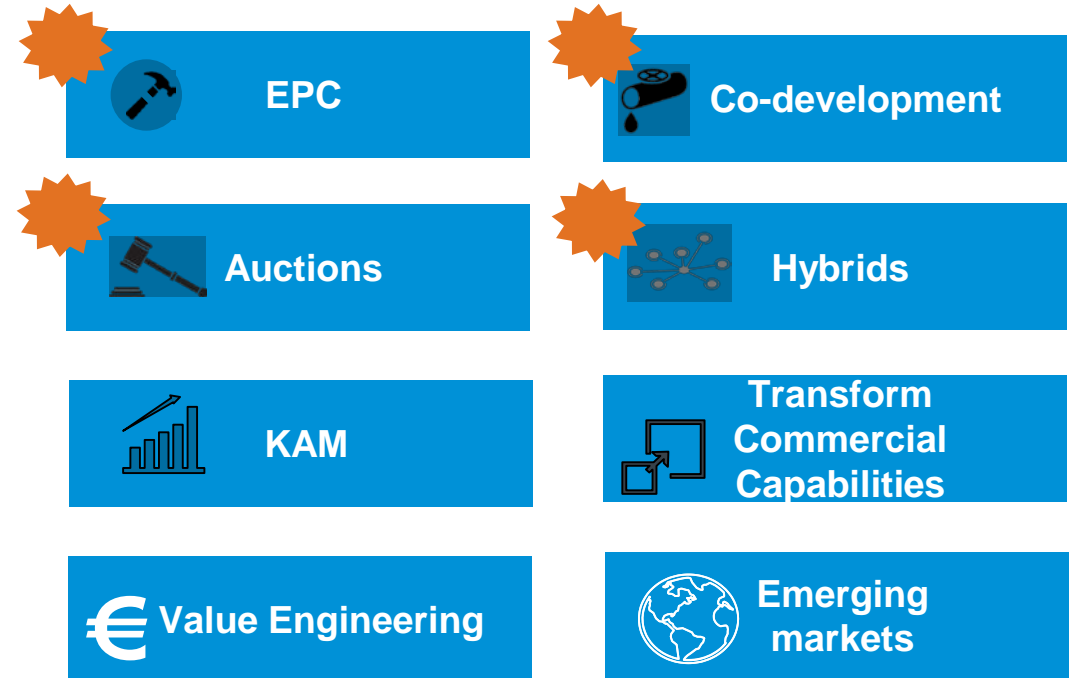 EPC
Co-development
Auctions
Hybrids
KAM
Transform
Commercial
Capabilities
€ Value Engineering
Emerging
markets